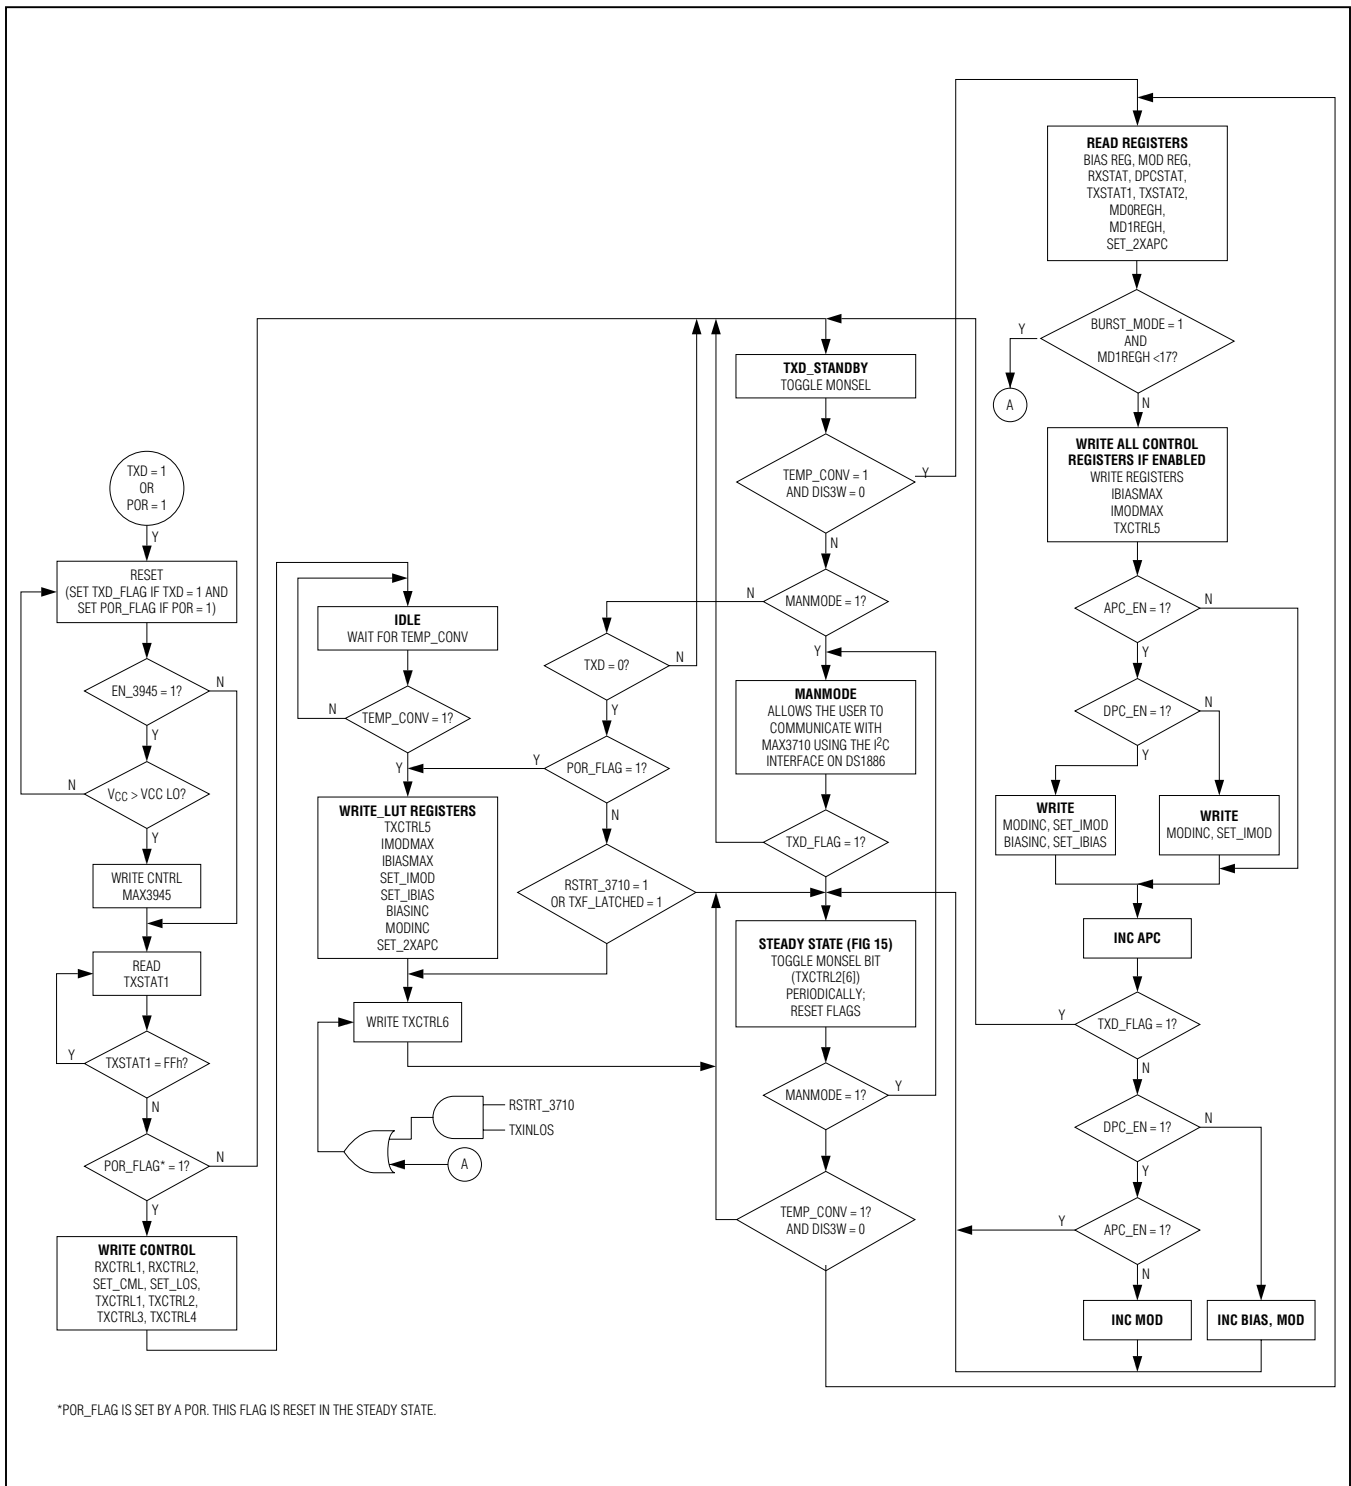 TXD = 1
OR
POR = 1
Y
RESET
(SET TXD_FLAG IF TXD = 1 AND
SET POR_FLAG IF POR = 1)
EN_3945 = 1?
N
Y
VCC > VCC LO?
N
Y
WRITE CNTRL
MAX3945
READ
TXSTAT1
TXSTAT1 = FFh?
Y
N
POR_FLAG* = 1?
N
Y
WRITE CONTROL
RXCTRL1, RXCTRL2,
SET_CML, SET_LOS,
TXCTRL1, TXCTRL2,
TXCTRL3, TXCTRL4
IDLE
WAIT FOR TEMP_CONV
TEMP_CONV = 1?
N
Y
WRITE_LUT REGISTERS
TXCTRL5
IMODMAX
IBIASMAX
SET_IMOD
SET_IBIAS
BIASINC
MODINC
SET_2XAPC
WRITE TXCTRL6
RSTRT_3710
TXINLOS
A
TXD = 0?
N
Y
POR_FLAG = 1?
Y
N
RSTRT_3710 = 1
OR TXF_LATCHED = 1
TXD_STANDBY
TOGGLE MONSEL
TEMP_CONV = 1
AND DIS3W = 0
Y
N
MANMODE = 1?
N
Y
MANMODE
ALLOWS THE USER TO
COMMUNICATE WITH
MAX3710 USING THE I2C
INTERFACE ON DS1886
TXD_FLAG = 1?
STEADY STATE (FIG 15)
TOGGLE MONSEL BIT
(TXCTRL2[6])
PERIODICALLY;
RESET FLAGS
MANMODE = 1?
Y
TEMP_CONV = 1?
AND DIS3W = 0
READ REGISTERS
BIAS REG, MOD REG,
RXSTAT, DPCSTAT,
TXSTAT1, TXSTAT2,
MD0REGH,
MD1REGH,
SET_2XAPC
BURST_MODE = 1
AND
MD1REGH <17?
Y
A
N
WRITE ALL CONTROL
REGISTERS IF ENABLED
WRITE REGISTERS
IBIASMAX
IMODMAX
TXCTRL5
APC_EN = 1?
N
Y
DPC_EN = 1?
N
Y
WRITE
MODINC, SET_IMOD
BIASINC, SET_IBIAS
WRITE
MODINC, SET_IMOD
INC APC
TXD_FLAG = 1?
Y
N
DPC_EN = 1?
N
Y
APC_EN = 1?
Y
N
INC MOD
INC BIAS, MOD
*POR_FLAG IS SET BY A POR. THIS FLAG IS RESET IN THE STEADY STATE.